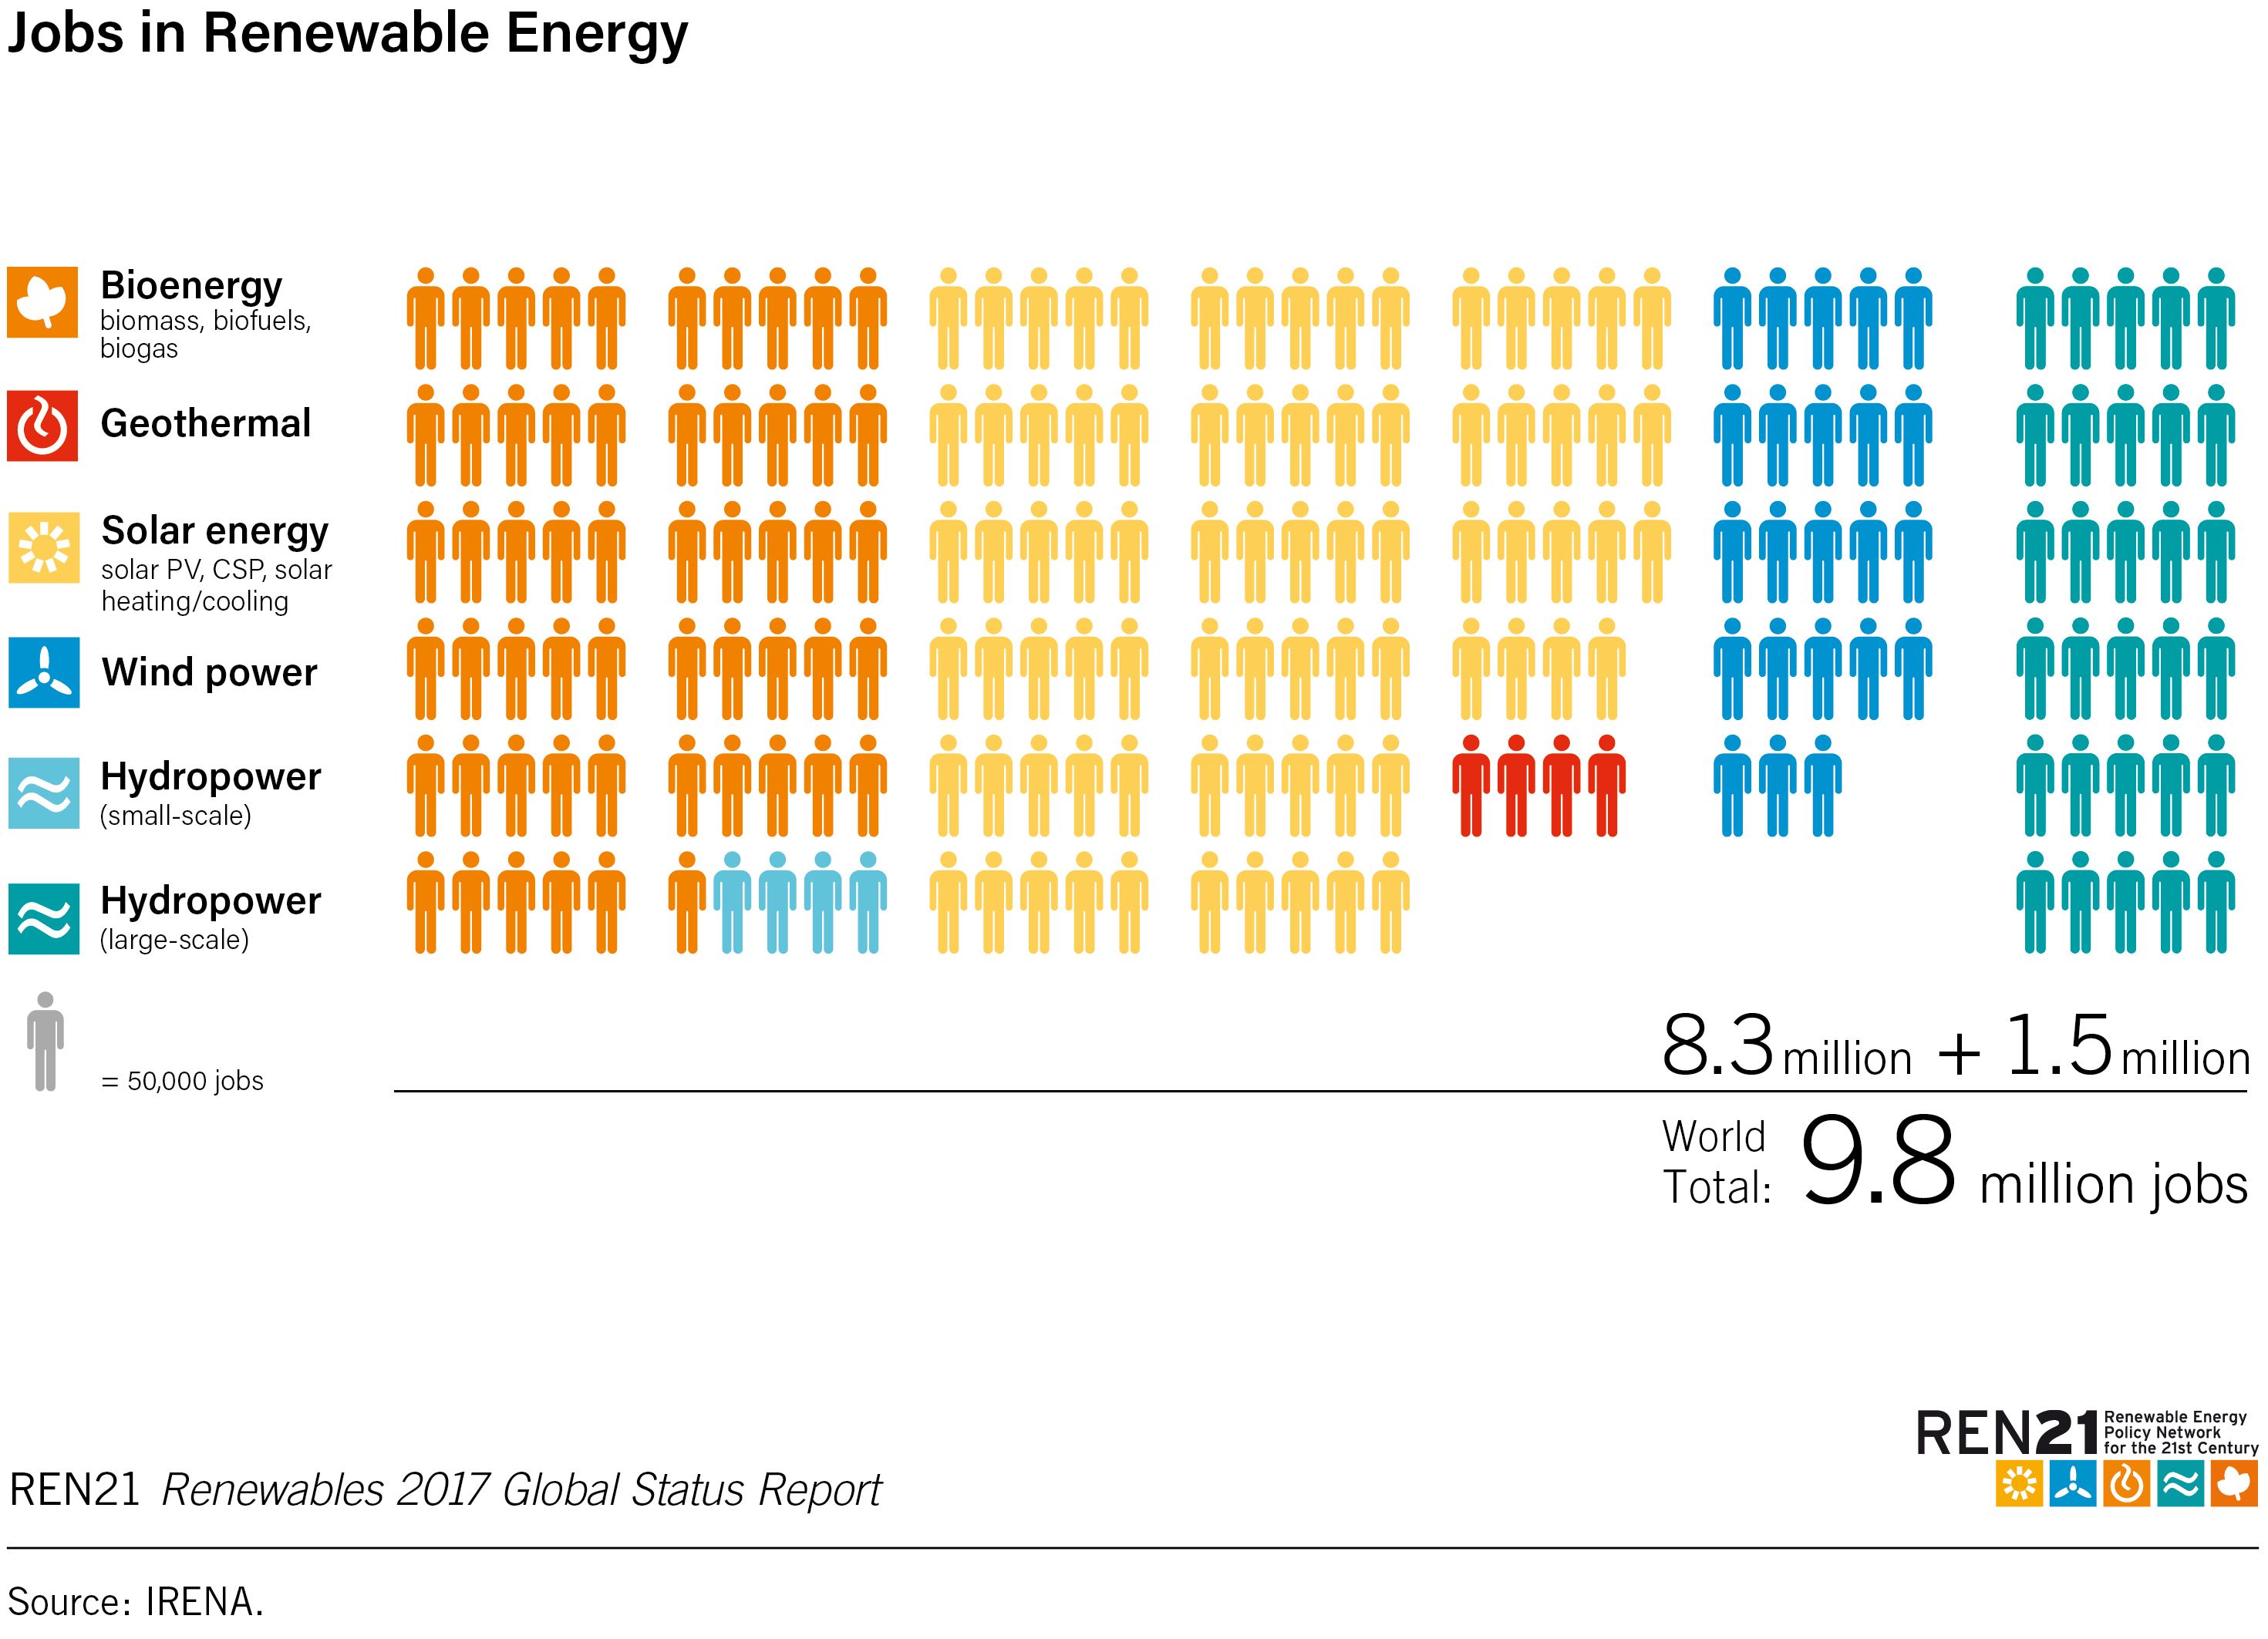 Jobs in Renewable Energy
Bioenergy
biomass, biofuels,
biogas
Geothermal
Solar energy
solar PV, CSP, solar
heating/cooling
Wind power
Hydropower
(small-scale)
Hydropower
(large-scale)
= 50,000 jobs
8.3 million + 1.5 million
World
Total: 9.8 million jobs
REN21 Renewable Energy
Policy Network
for the 21st Century
REN21 Renewables 2017 Global Status Report
Source: IRENA.